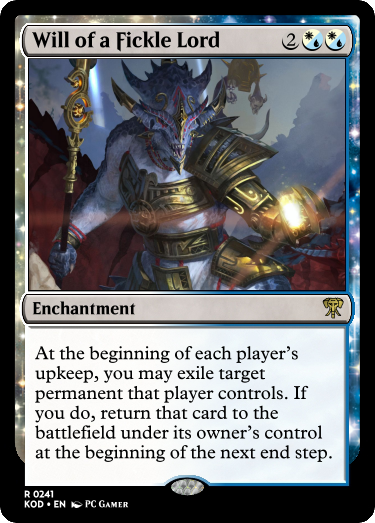 Will of a Fickle Lord 2
Enchantment
At the beginning of each player's
upkeep, you may exile target
permanent that player controls. If
you do, return that card to the
battlefield under its owner's control
at the beginning of the next end step.
R 0241
KOD • EN PC GAMER